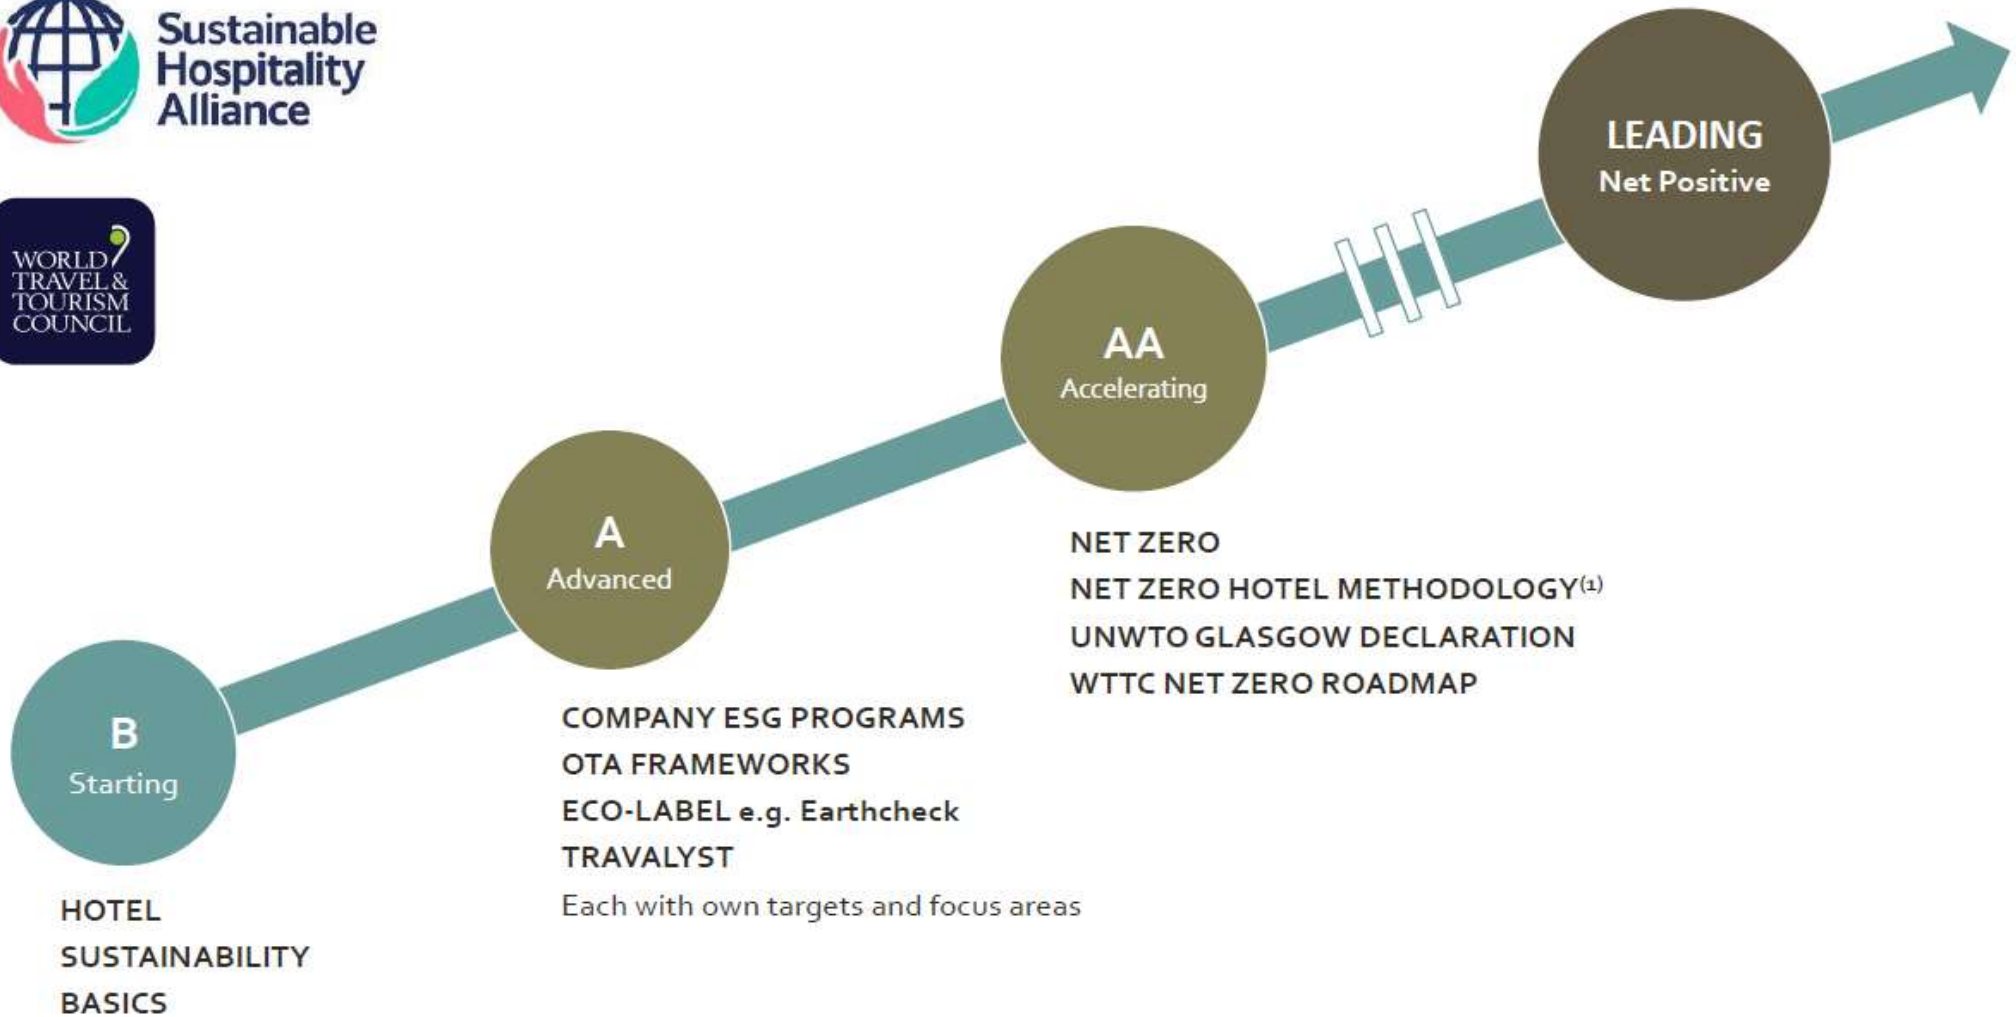 Sustainable
Hospitality
Alliance
WORLD
TRAVEL &
TOURISM
COUNCIL
LEADING
Net Positive
AA
Accelerating
A
Advanced
B
Starting
NET ZERO
NET ZERO HOTEL METHODOLOGY(1)
UNWTO GLASGOW DECLARATION
WTTC NET ZERO ROADMAP
COMPANY ESG PROGRAMS
OTA FRAMEWORKS
ECO-LABEL e.g. Earthcheck
TRAVALYST
Each with own targets and focus areas
HOTEL
SUSTAINABILITY
BASICS